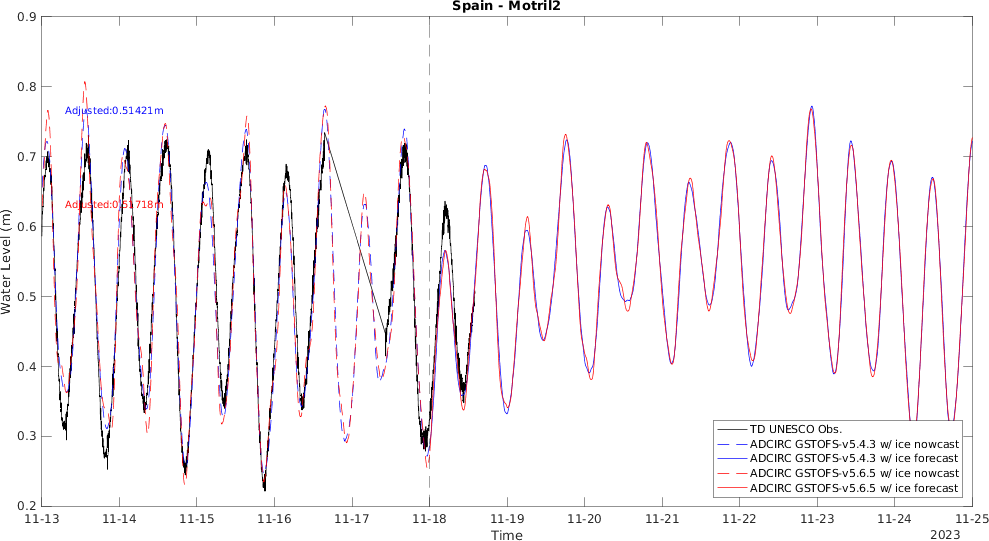 Spain - Motril2
0.9
0.8
0.7
0.6
0.5
0.4
0.3
0.2
Water Level (m)
Adjusted:0.51421m
Adjusted:0.51718m
TD UNESCO Obs.
ADCIRC GSTOFS-v5.4.3 w/ ice nowcast
ADCIRC GSTOFS-v5.4.3 w/ ice forecast
ADCIRC GSTOFS-v5.6.5 w/ ice nowcast
ADCIRC GSTOFS-v5.6.5 w/ ice forecast
11-13 11-14 11-15 11-16 11-17 11-18 11-19 11-20 11-21 11-22 11-23 11-24 11-25
Time
2023